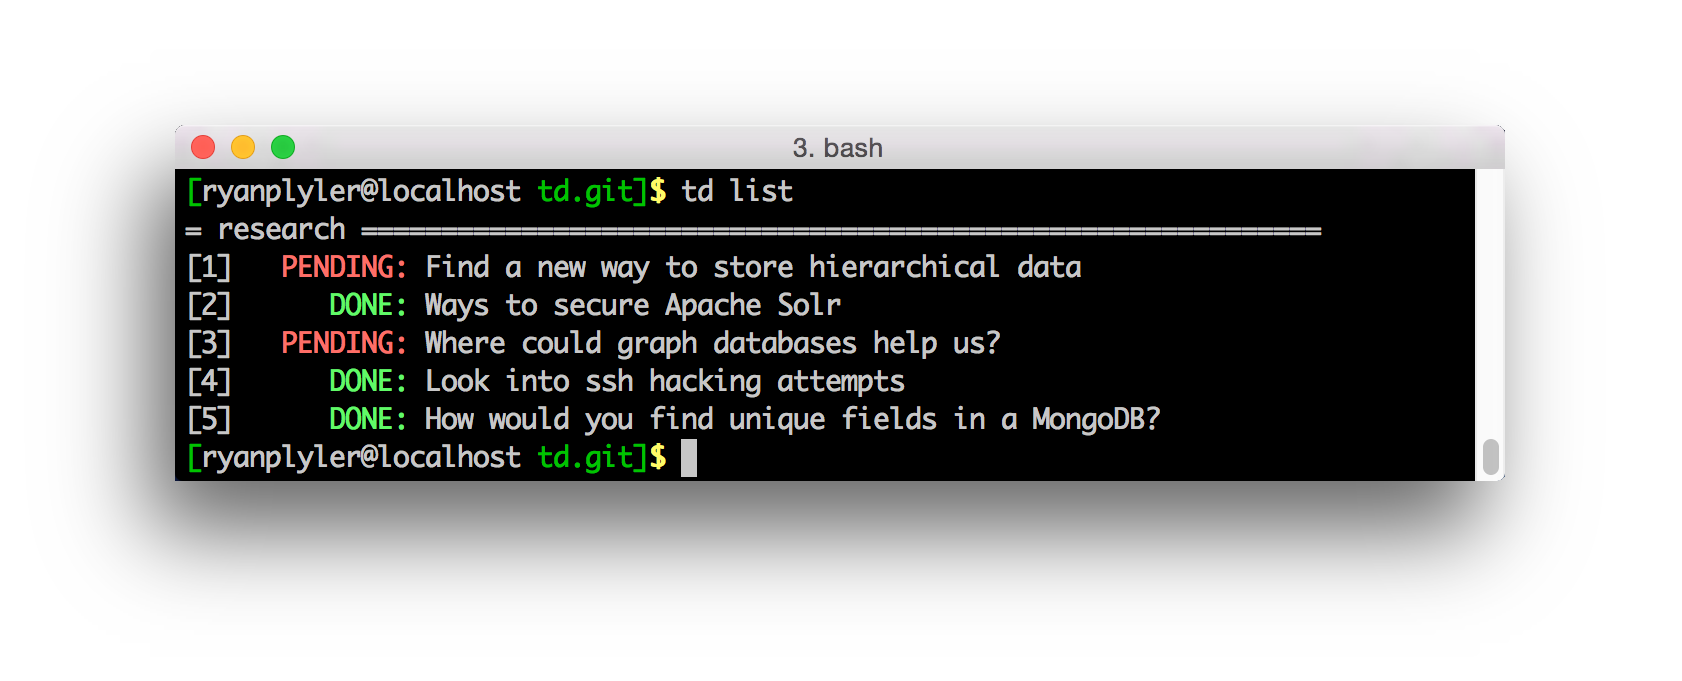 3. bash
[ryanplyler@localhost td.git]$ td list
= research ============================================================
[1]   PENDING: Find a new way to store hierarchical data
[2]      DONE: Ways to secure Apache Solr
[3]   PENDING: Where could graph databases help us?
[4]      DONE: Look into ssh hacking attempts
[5]      DONE: How would you find unique fields in a MongoDB?
[ryanplyler@localhost td.git]$